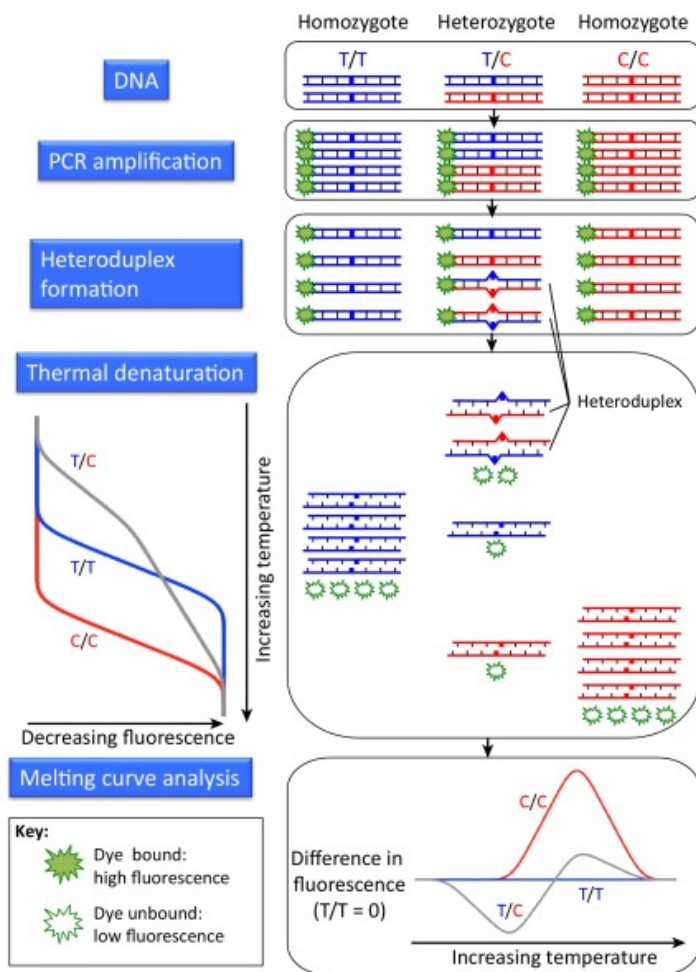 Homozygote Heterozygote Homozygote
DNA
T/T T/C C/C
PCR amplification
Heteroduplex
formation
Thermal denaturation
Heteroduplex
T/C
T/T
C/C
Increasing temperature
Decreasing fluorescence
Melting curve analysis
Key:
Dye bound:
high fluorescence
Dye unbound:
low fluorescence
Difference in
fluorescence
(T/T = 0)
C/C
T/T
T/C
Increasing temperature